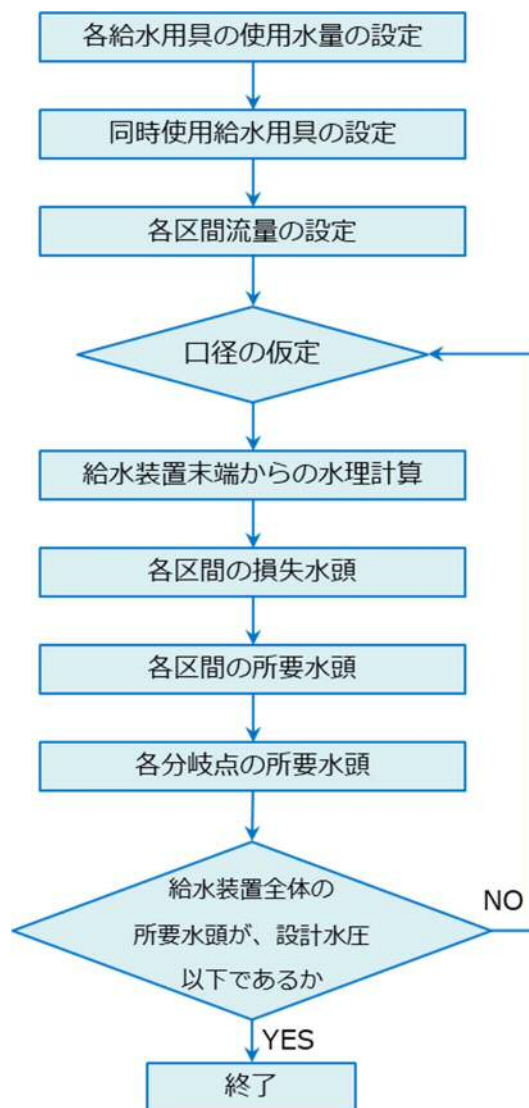 各給水用具の使用水量の設定
同時使用給水用具の設定
各区間流量の設定
口径の仮定
給水装置末端からの水理計算
各区間の損失水頭
各区間の所要水頭
各分岐点の所要水頭
給水装置全体の
所要水頭が、設計水圧
以下であるか
NO
YES
終了